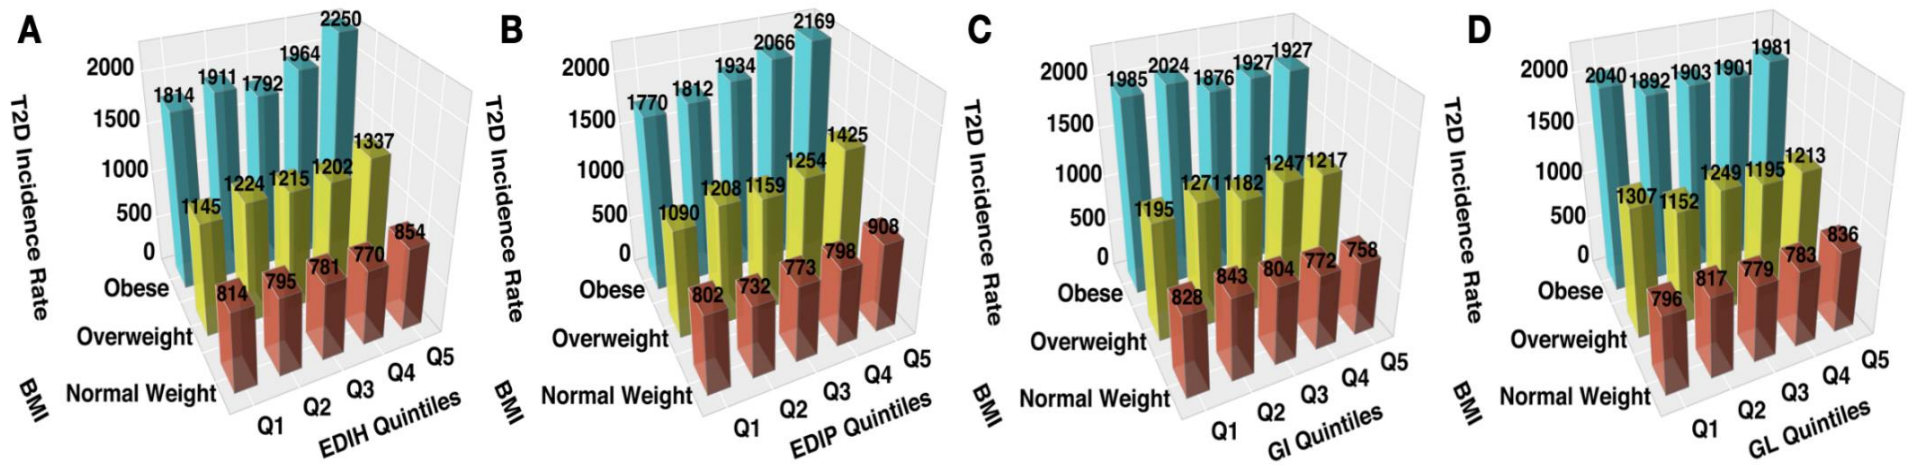 A
T2D Incidence Rate
2000
1500
1000
500
0
1814
1911
1792
1964
2250
1145
1224
1215
1202
1337
814
795
781
770
854
Obese
Overweight
Normal Weight
BMI
Q1
Q2
Q3
Q4
Q5
EDIH Quintiles
B
T2D Incidence Rate
2000
1500
1000
500
0
1770
1812
1934
2066
2169
1090
1208
1159
1254
1425
802
732
773
798
908
Obese
Overweight
Normal Weight
BMI
Q1
Q2
Q3
Q4
Q5
EDIP Quintiles
C
T2D Incidence Rate
2000
1500
1000
500
0
1985
2024
1876
1927
1927
1195
1271
1182
1247
1217
828
843
804
772
758
Obese
Overweight
Normal Weight
BMI
Q1
Q2
Q3
Q4
Q5
GI Quintiles
D
T2D Incidence Rate
2000
1500
1000
500
0
2040
1892
1903
1901
1981
1307
1152
1249
1195
1213
796
817
779
783
836
Obese
Overweight
Normal Weight
BMI
Q1
Q2
Q3
Q4
Q5
GL Quintiles